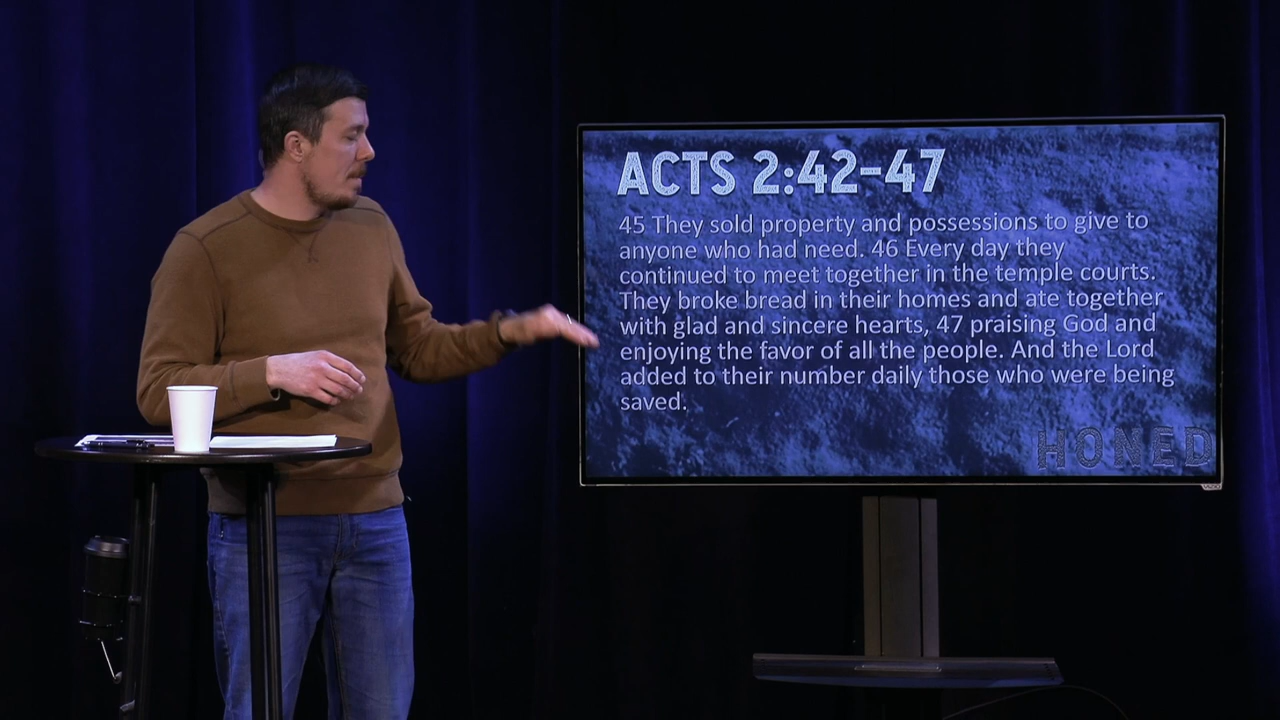 ACTS 2:42–47
45 They sold property and possessions to give to
anyone who had need. 46 Every day they
continued to meet together in the temple courts.
They broke bread in their homes and ate together
with glad and sincere hearts, 47 praising God and
enjoying the favor of all the people. And the Lord
added to their number daily those who were being
saved.
HONED
VIZIO